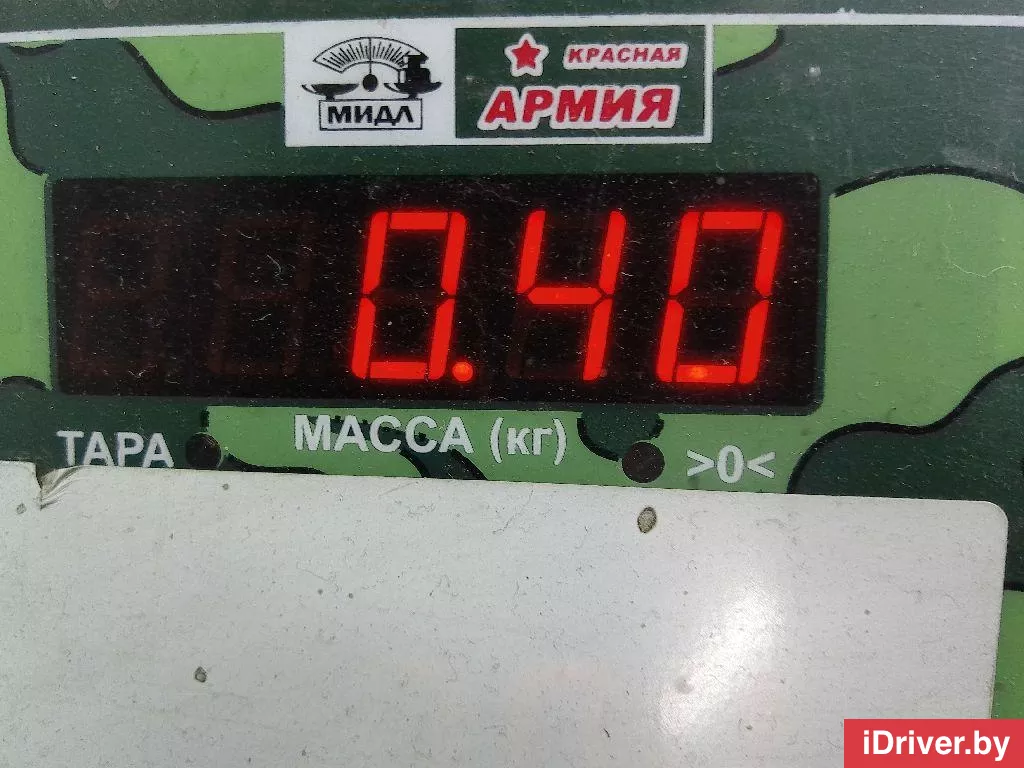 МИДЛ
КРАСНАЯ
АРМИЯ
0.40
ТАРА
МАССА (кг)
>0<
iDriver.by